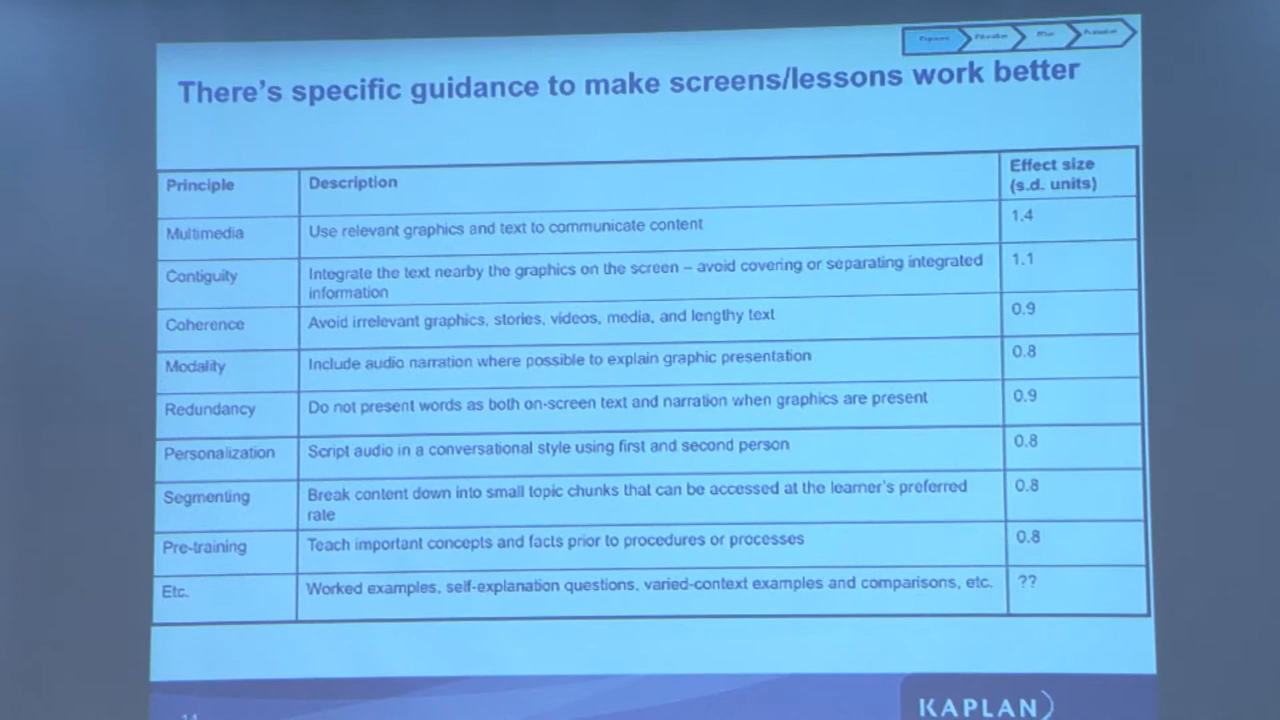 There's specific guidance to make screens/lessons work better
Principle
Description
Effect size
(s.d. units)
Multimedia
Use relevant graphics and text to communicate content
1.4
Contiguity
Integrate the text nearby the graphics on the screen – avoid covering or separating integrated
information
1.1
Coherence
Avoid irrelevant graphics, stories, videos, media, and lengthy text
0.9
Modality
Include audio narration where possible to explain graphic presentation
0.8
Redundancy
Do not present words as both on-screen text and narration when graphics are present
0.9
Personalization
Script audio in a conversational style using first and second person
0.8
Segmenting
Break content down into small topic chunks that can be accessed at the learner's preferred
rate
0.8
Pre-training
Teach important concepts and facts prior to procedures or processes
0.8
Etc.
Worked examples, self-explanation questions, varied-context examples and comparisons, etc.
??
KAPLAN